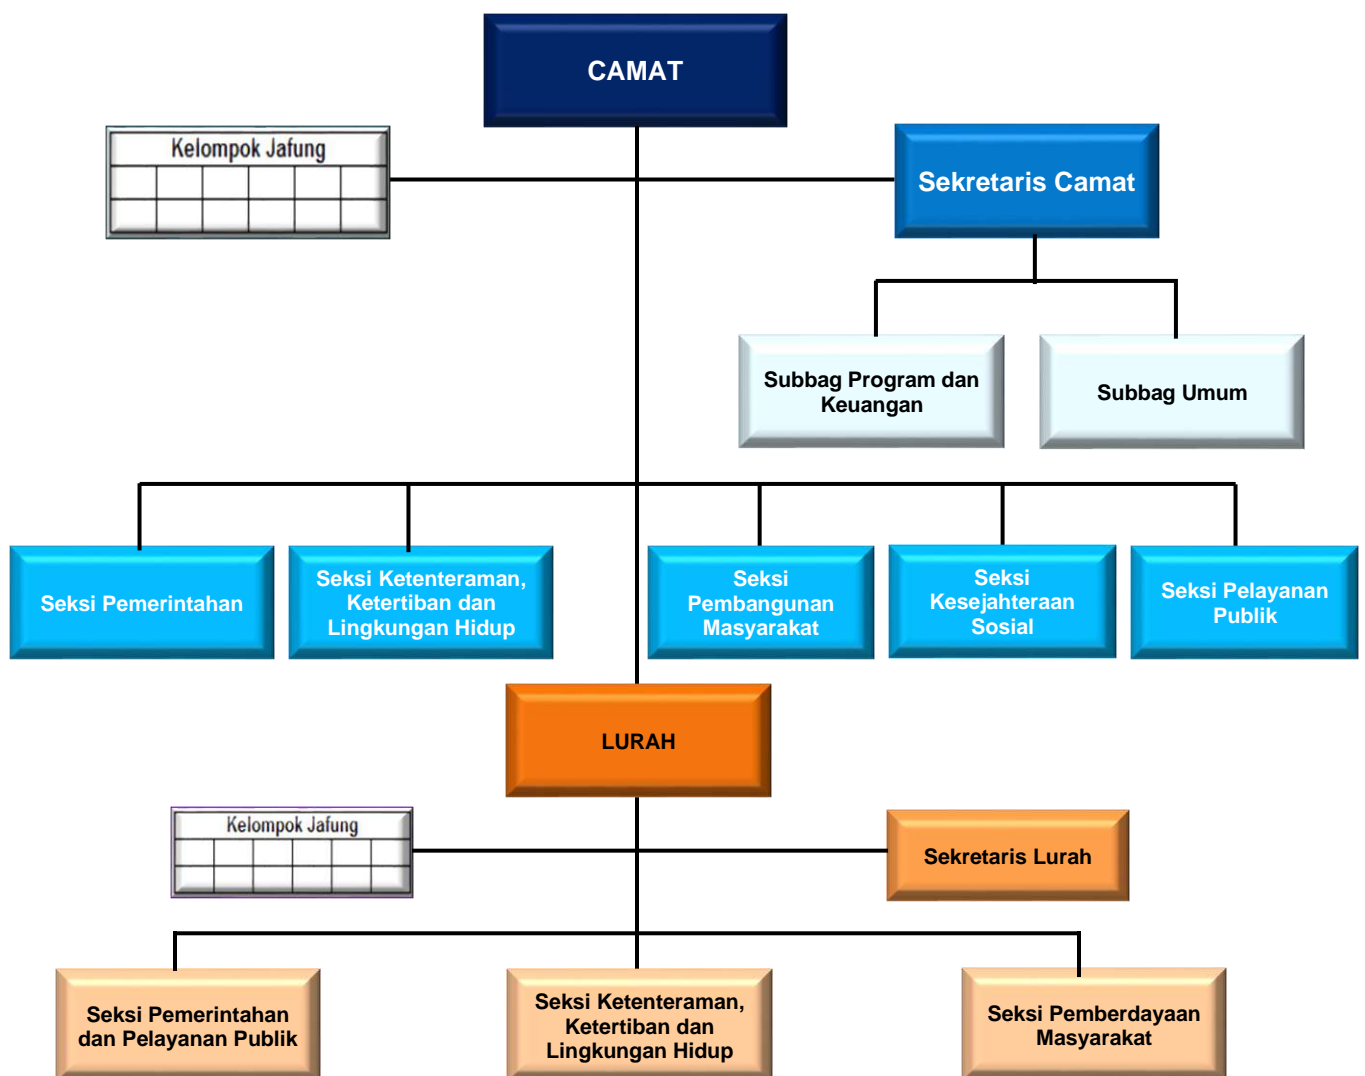 CAMAT
Kelompok Jafung
Sekretaris Camat
Subbag Program dan
Keuangan
Subbag Umum
Seksi Pemerintahan
Seksi Ketenteraman,
Ketertiban dan
Lingkungan Hidup
Seksi
Pembangunan
Masyarakat
Seksi
Kesejahteraan
Sosial
Seksi Pelayanan
Publik
LURAH
Kelompok Jafung
Sekretaris Lurah
Seksi Pemerintahan
dan Pelayanan Publik
Seksi Ketenteraman,
Ketertiban dan
Lingkungan Hidup
Seksi Pemberdayaan
Masyarakat